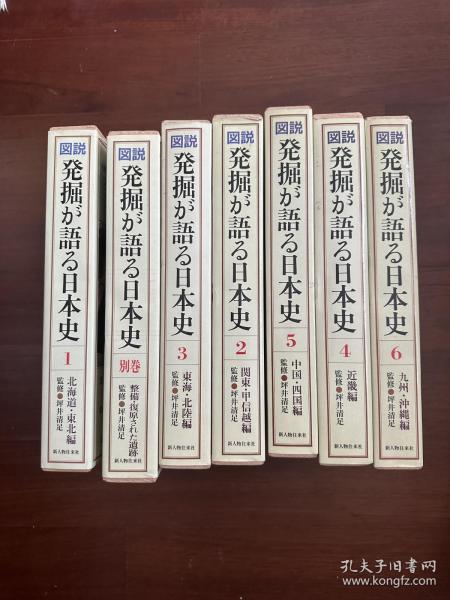 図説
発掘が語る日本史
1
北海道・東北編
監修●坪井清足
新人物往来社
図説
発掘が語る日本史
別巻
整備・復原された遺跡
監修●坪井清足
新人物往来社
図説
発掘が語る日本史
3
東海・北陸編
監修●坪井清足
新人物往来社
図説
発掘が語る日本史
2
関東・甲信越編
監修●坪井清足
新人物往来社
図説
発掘が語る日本史
5
中国・四国編
監修●坪井清足
新人物往来社
図説
発掘が語る日本史
4
近畿編
監修●坪井清足
新人物往来社
図説
発掘が語る日本史
6
九州・沖縄編
監修●坪井清足
新人物往来社
孔夫子旧书网
www.kongfz.com